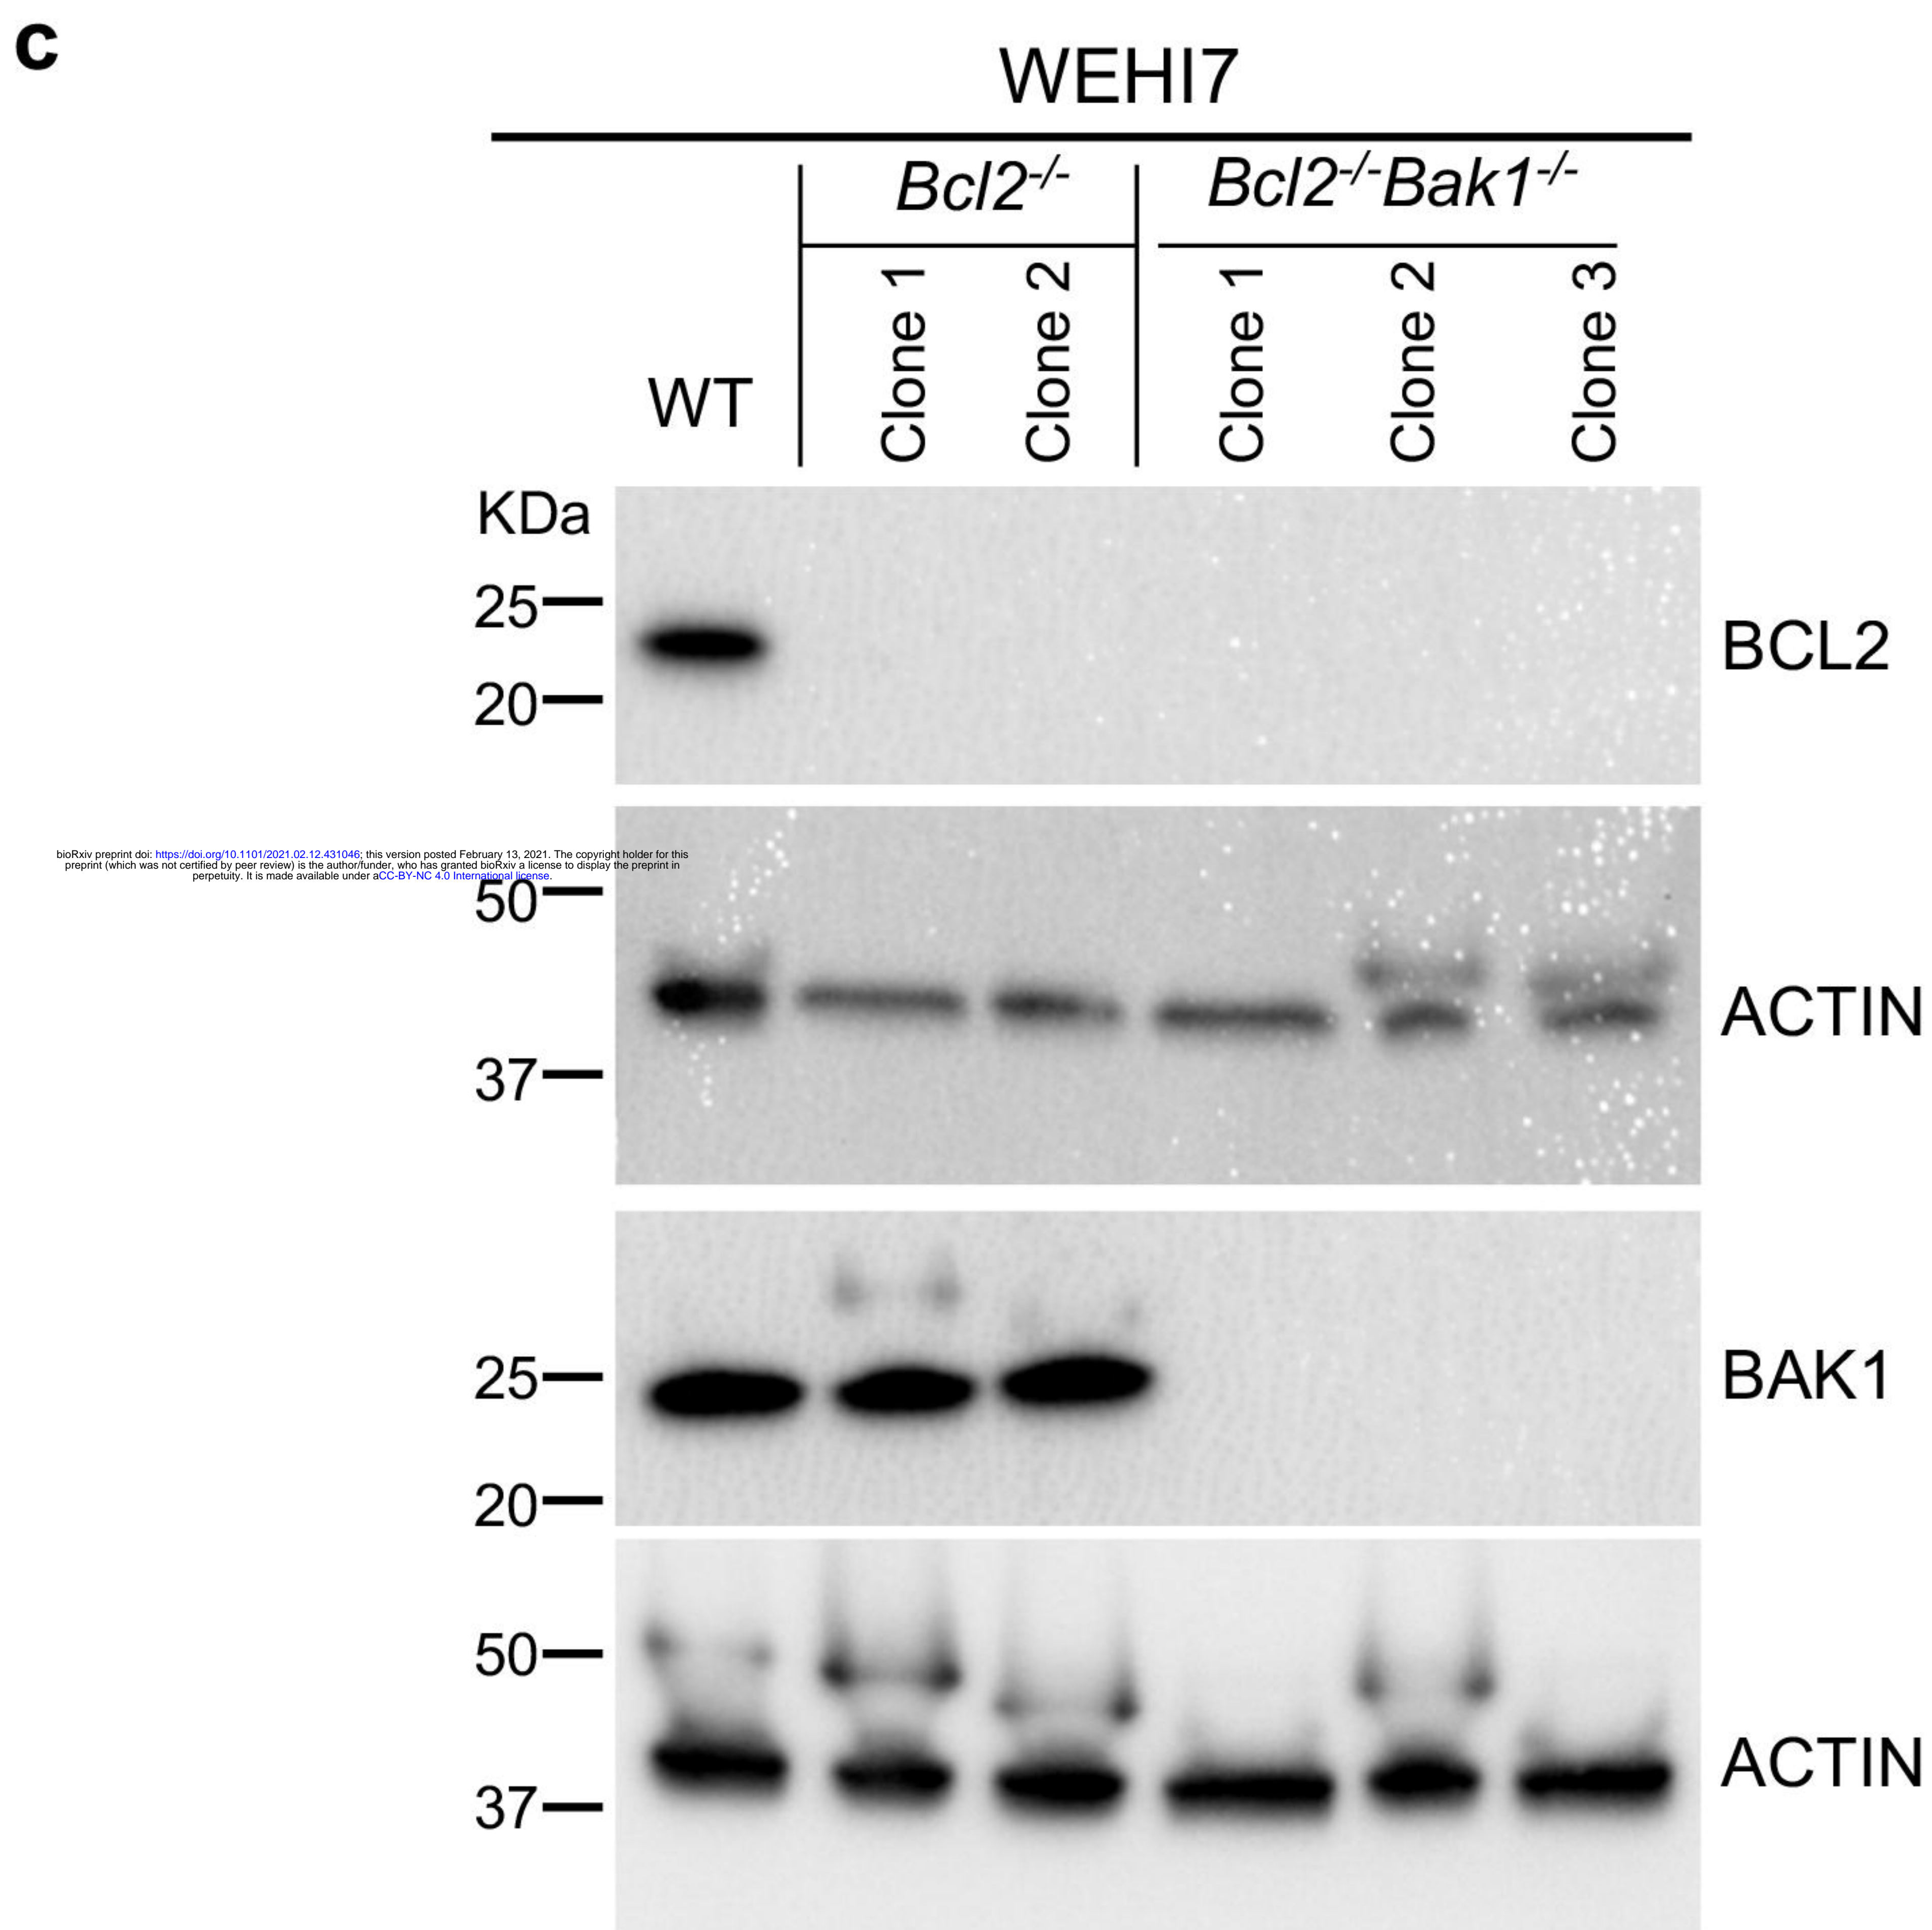 c
WEHI7
Bcl2-/-
Bcl2-/-Bak1-/-
WT
Clone 1
Clone 2
Clone 1
Clone 2
Clone 3
KDa
25
20
BCL2
bioRxiv preprint doi: https://doi.org/10.1101/2021.02.12.431046; this version posted February 13, 2021. The copyright holder for this
preprint (which was not certified by peer review) is the author/funder, who has granted bioRxiv a license to display the preprint in
perpetuity. It is made available under aCC-BY-NC 4.0 International license.
50
37
ACTIN
25
20
BAK1
50
37
ACTIN